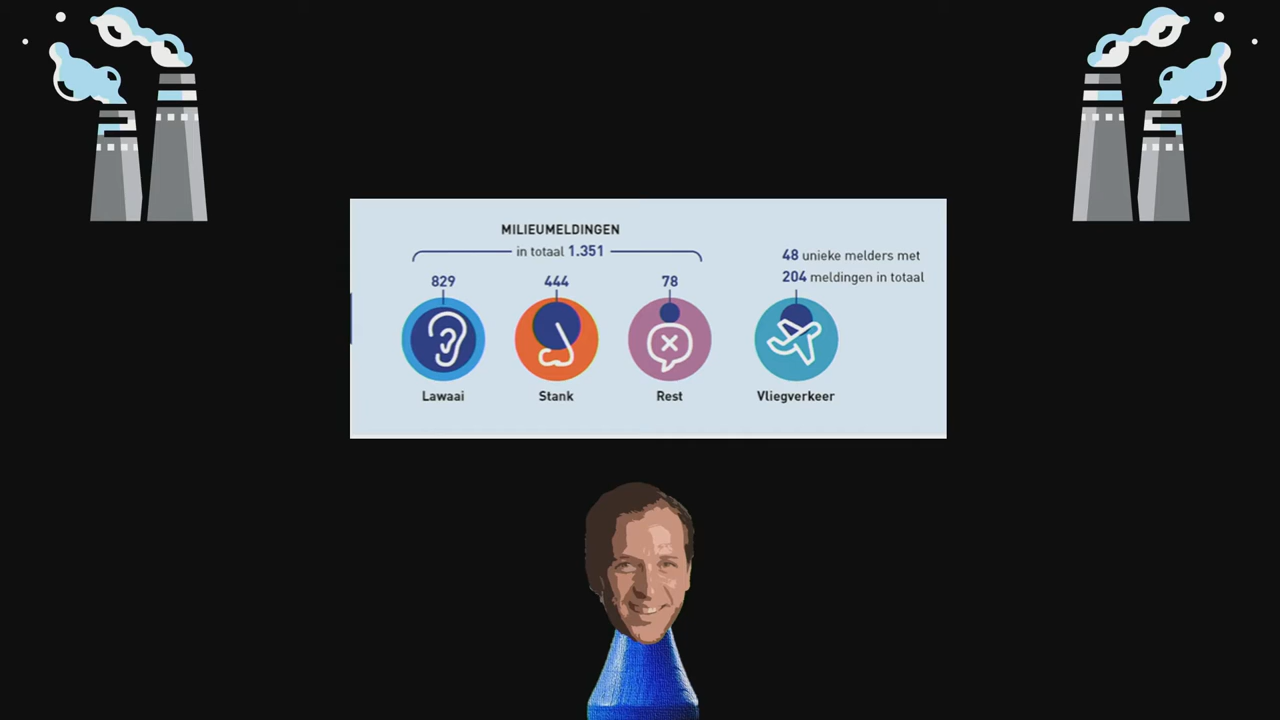 MILIEUMELDINGEN
in totaal 1.351
48 unieke melders met
204 meldingen in totaal
829
444
78
Lawaai
Stank
Rest
Vliegverkeer